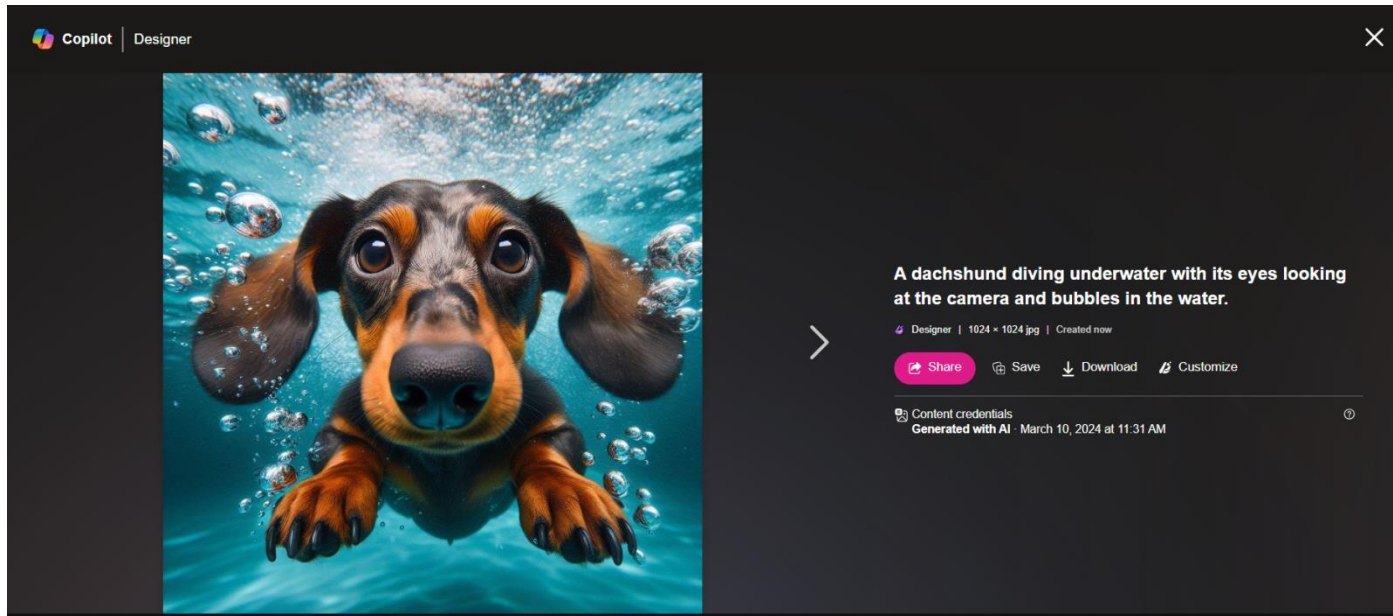 Copilot | Designer
A dachshund diving underwater with its eyes looking
at the camera and bubbles in the water.
Designer | 1024 × 1024 jpg | Created now
Share Save Download Customize
Content credentials
Generated with AI · March 10, 2024 at 11:31 AM